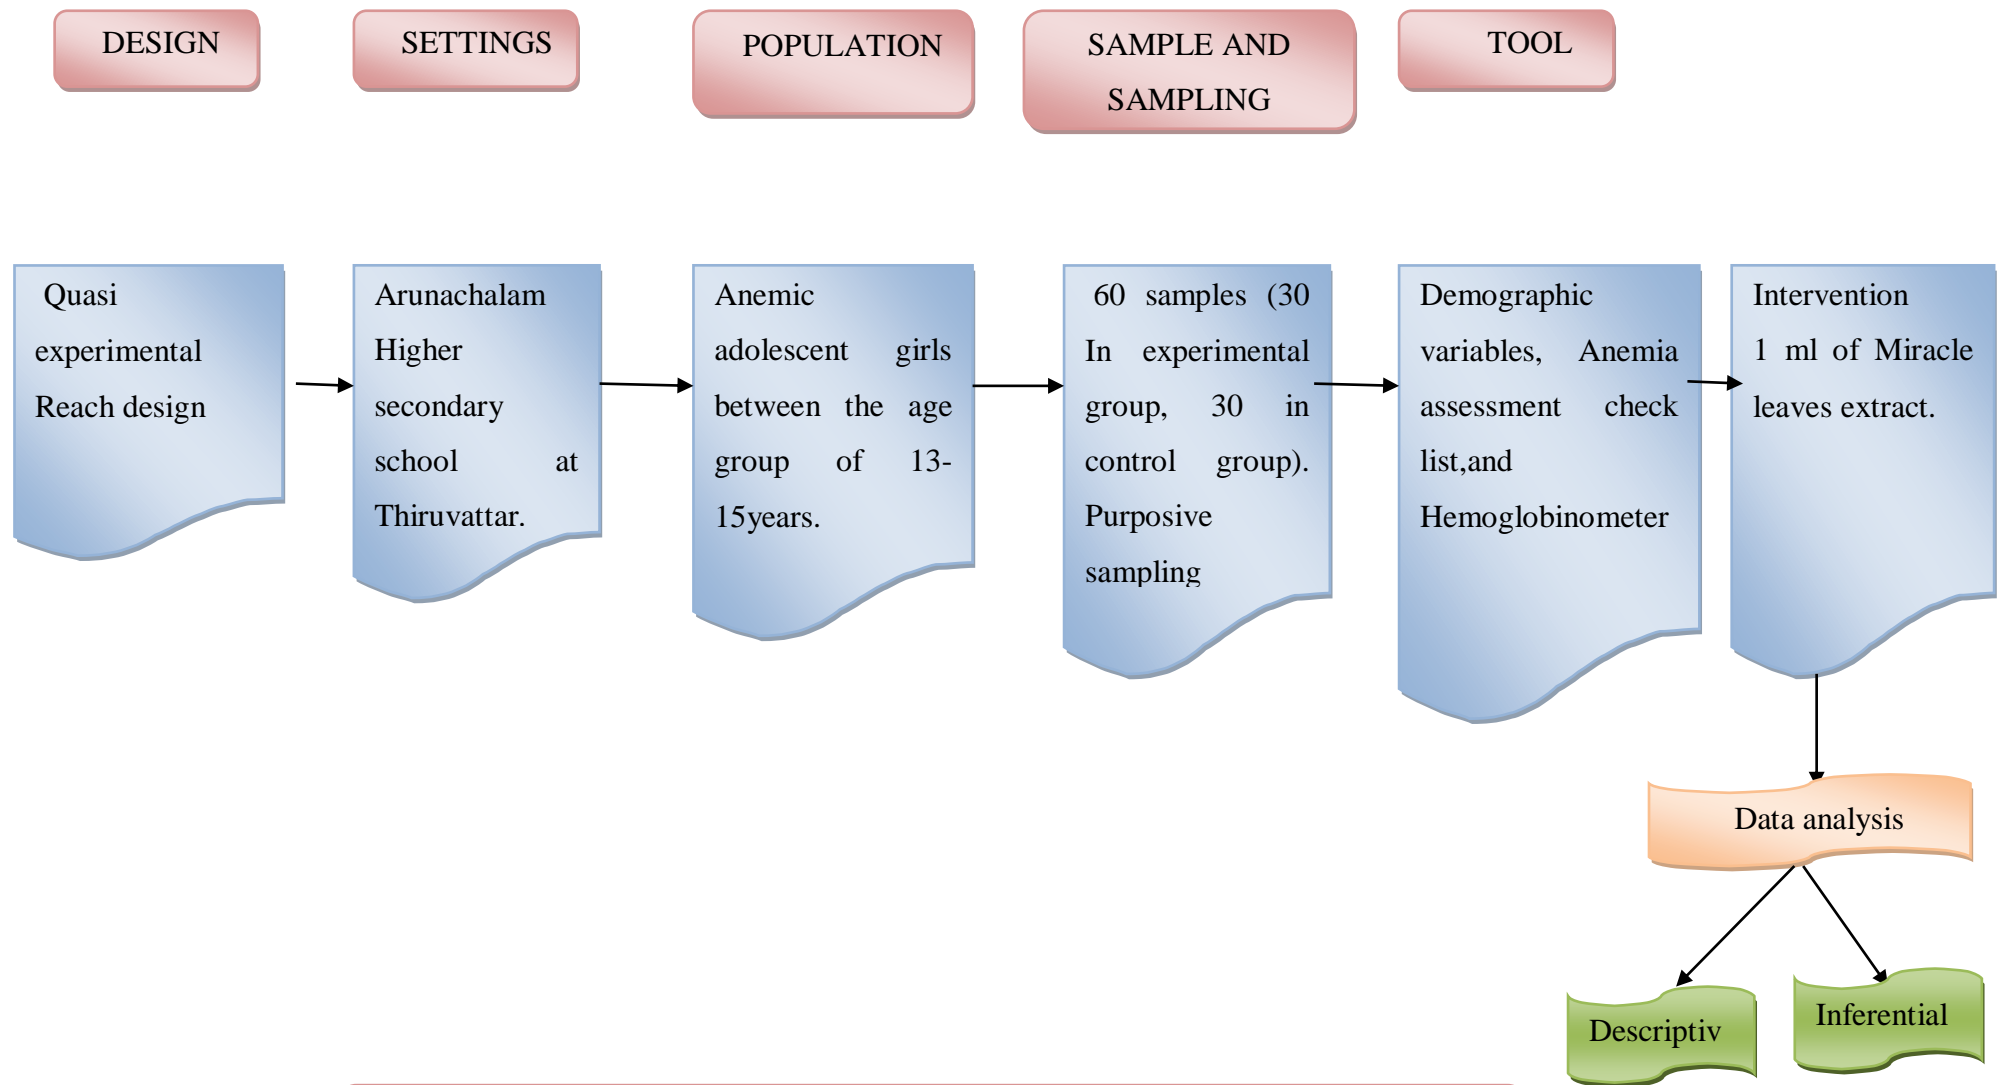 DESIGN
SETTINGS
POPULATION
SAMPLE AND
SAMPLING
TOOL
Quasi
experimental
Reach design
Arunachalam
Higher
secondary
school at
Thiruvattar.
Anemic
adolescent girls
between the age
group of 13-
15years.
60 samples (30
In experimental
group, 30 in
control group).
Purposive
sampling
Demographic
variables, Anemia
assessment check
list,and
Hemoglobinometer
Intervention
1 ml of Miracle
leaves extract.
Data analysis
Descriptiv
Inferential